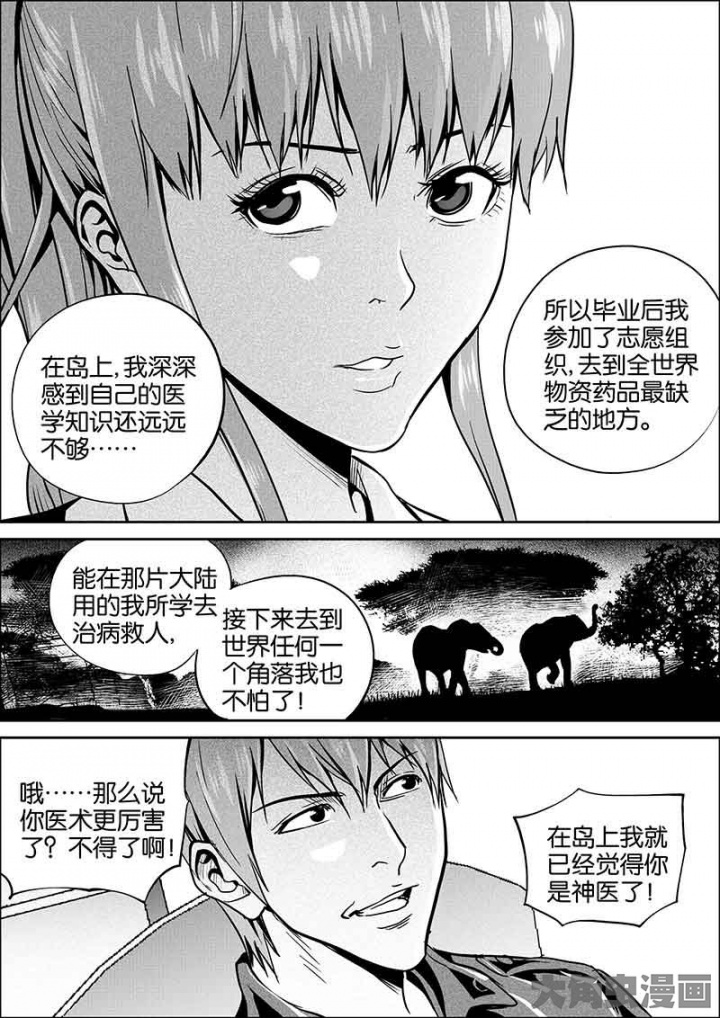 在岛上,我深深
感到自己的医
学知识还远远
不够……
所以毕业后我
参加了志愿组
织,去到全世界
物资药品最缺
乏的地方。
能在那片大陆
用的我所学去
治病救人,
接下来去到
世界任何一
个角落我也
不怕了!
哦……那么说
你医术更厉害
了?不得了啊!
在岛上我就
已经觉得你
是神医了!
大角虫漫画